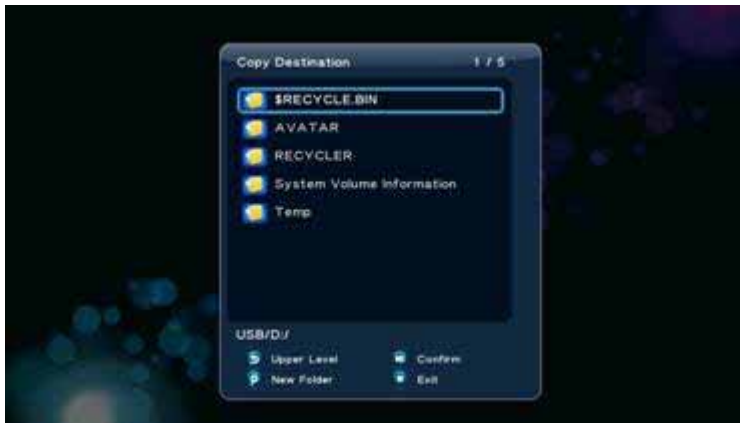 Copy Destination 1 / 5
$RECYCLE.BIN
AVATAR
RECYCLER
System Volume Information
Temp
USB/D:/
Upper Level Confirm
New Folder Exit